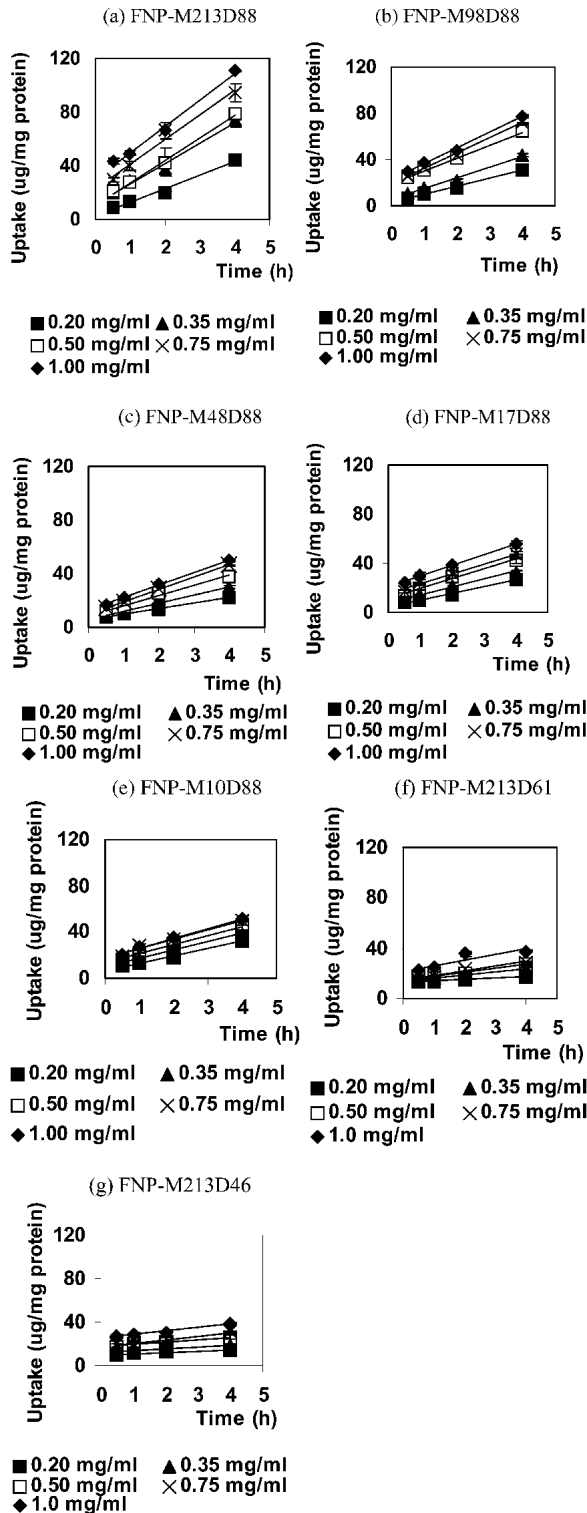 (a) FNP-M213D88
Uptake (ug/mg protein)
120
80
40
0
0 1 2 3 4 5
Time (h)
0.20 mg/ml 0.35 mg/ml
0.50 mg/ml 0.75 mg/ml
1.00 mg/ml
(b) FNP-M98D88
Uptake (ug/mg protein)
120
80
40
0
0 1 2 3 4 5
Time (h)
0.20 mg/ml 0.35 mg/ml
0.50 mg/ml 0.75 mg/ml
1.00 mg/ml
(c) FNP-M48D88
Uptake (ug/mg protein)
120
80
40
0
0 1 2 3 4 5
Time (h)
0.20 mg/ml 0.35 mg/ml
0.50 mg/ml 0.75 mg/ml
1.00 mg/ml
(d) FNP-M17D88
Uptake (ug/mg protein)
120
80
40
0
0 1 2 3 4 5
Time (h)
0.20 mg/ml 0.35 mg/ml
0.50 mg/ml 0.75 mg/ml
1.00 mg/ml
(e) FNP-M10D88
Uptake (ug/mg protein)
120
80
40
0
0 1 2 3 4 5
Time (h)
0.20 mg/ml 0.35 mg/ml
0.50 mg/ml 0.75 mg/ml
1.00 mg/ml
(f) FNP-M213D61
Uptake (ug/mg protein)
120
80
40
0
0 1 2 3 4 5
Time (h)
0.20 mg/ml 0.35 mg/ml
0.50 mg/ml 0.75 mg/ml
1.0 mg/ml
(g) FNP-M213D46
Uptake (ug/mg protein)
120
80
40
0
0 1 2 3 4 5
Time (h)
0.20 mg/ml 0.35 mg/ml
0.50 mg/ml 0.75 mg/ml
1.0 mg/ml